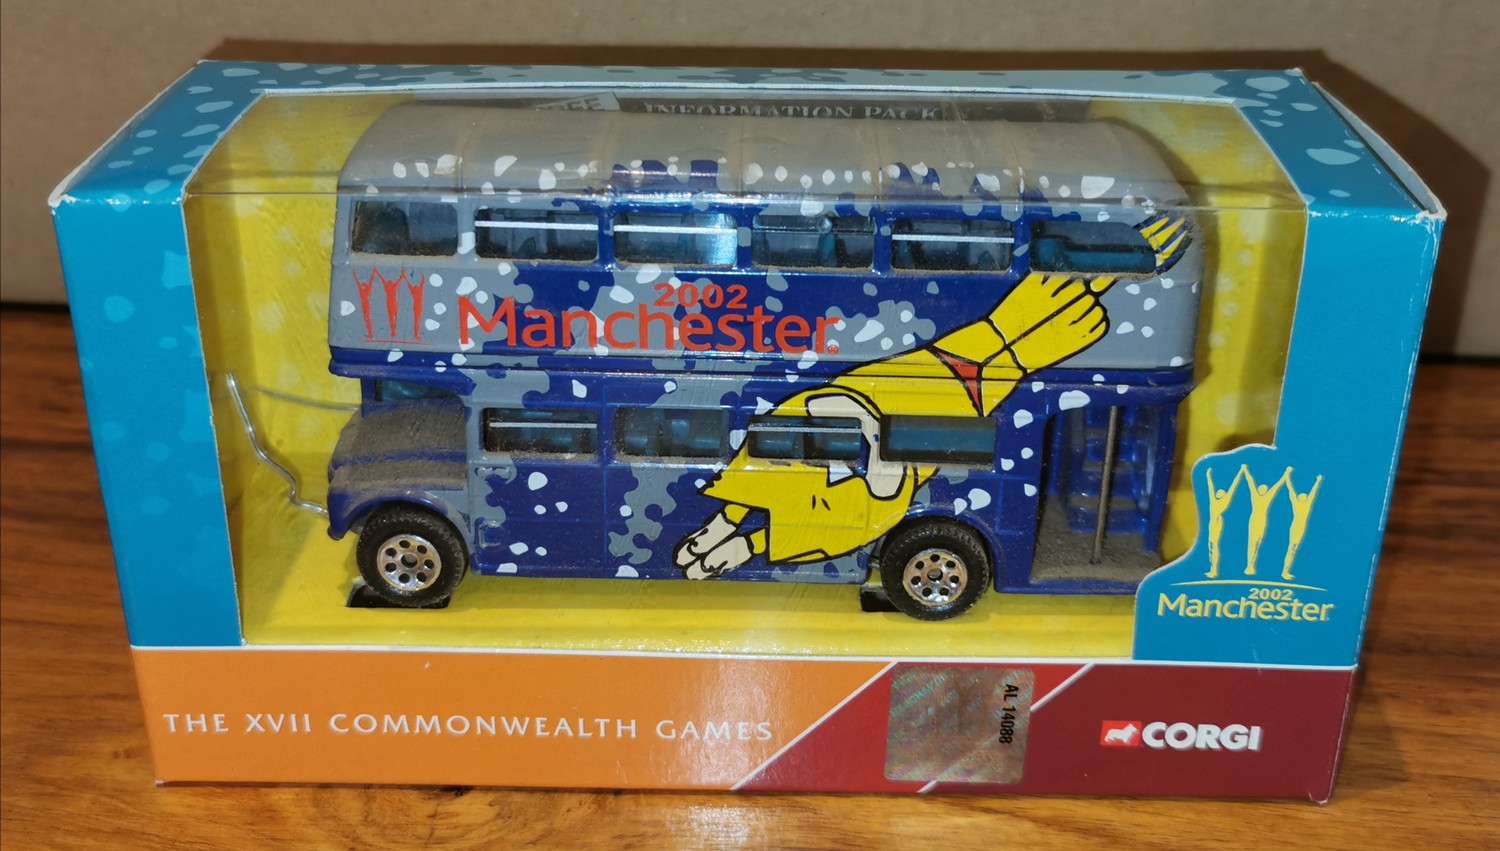 INFORMATION PACK
2002
Manchester
2002
Manchester
THE XVII COMMONWEALTH GAMES
AL 14088
CORGI